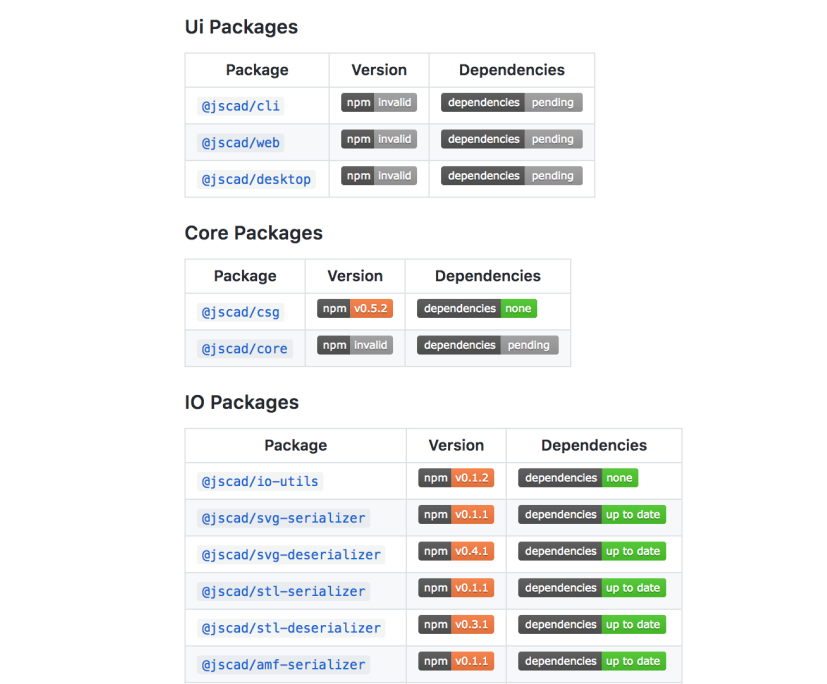 Ui Packages
Package Version Dependencies
@jscad/cli npm invalid dependencies pending
@jscad/web npm invalid dependencies pending
@jscad/desktop npm invalid dependencies pending
Core Packages
Package Version Dependencies
@jscad/csg npm v0.5.2 dependencies none
@jscad/core npm invalid dependencies pending
IO Packages
Package Version Dependencies
@jscad/io-utils npm v0.1.2 dependencies none
@jscad/svg-serializer npm v0.1.1 dependencies up to date
@jscad/svg-deserializer npm v0.4.1 dependencies up to date
@jscad/stl-serializer npm v0.1.1 dependencies up to date
@jscad/stl-deserializer npm v0.3.1 dependencies up to date
@jscad/amf-serializer npm v0.1.1 dependencies up to date